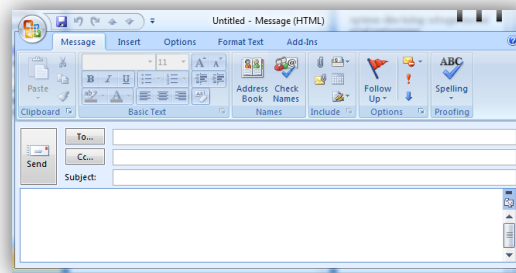 Untitled - Message (HTML)
Message Insert Options Format Text Add-Ins
Paste
11 A A
B I U
ab A
Address Book
Check Names
Follow Up
ABC
Spelling
Clipboard Basic Text Names Include Options Proofing
Send
To...
Cc...
Subject: